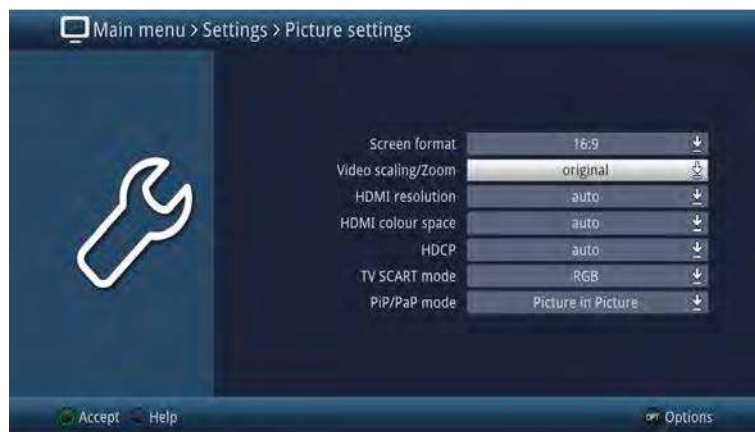 Main menu > Settings > Picture settings
Screen format 16:9
Video scaling/Zoom original
HDMI resolution auto
HDMI colour space auto
HDCP auto
TV SCART mode RGB
PiP/PaP mode Picture in Picture
Accept Help OPT Options